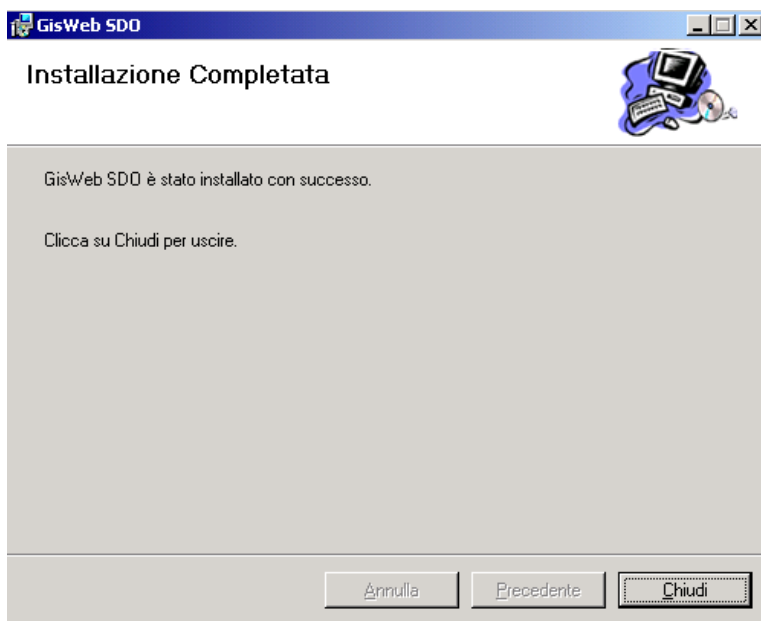 GisWeb SDO
Installazione Completata
GisWeb SDO è stato installato con successo.
Clicca su Chiudi per uscire.
Annulla
Precedente
Chiudi